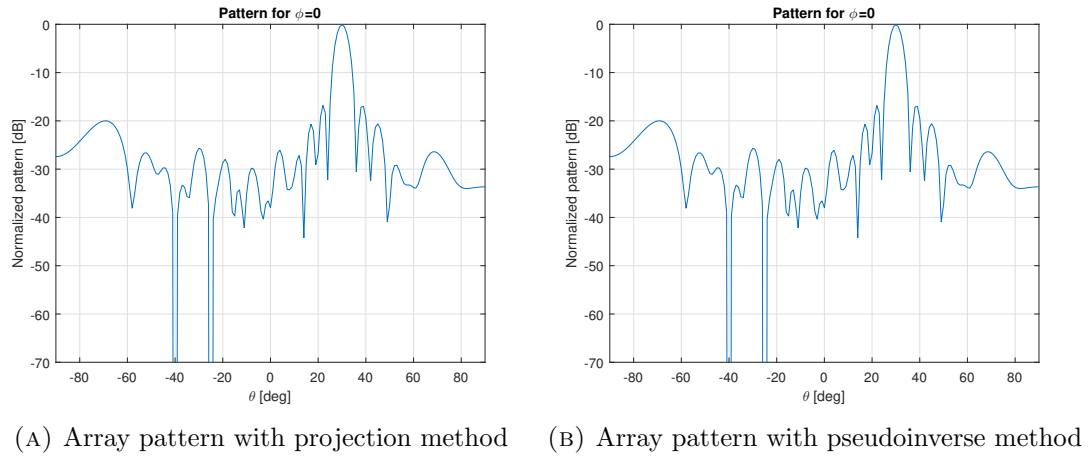 Pattern for ϕ=0
0
-10
-20
-30
-40
-50
-60
-70
Normalized pattern [dB]
-80 -60 -40 -20 0 20 40 60 80
θ [deg]
(A) Array pattern with projection method
Pattern for ϕ=0
0
-10
-20
-30
-40
-50
-60
-70
Normalized pattern [dB]
-80 -60 -40 -20 0 20 40 60 80
θ [deg]
(B) Array pattern with pseudoinverse method